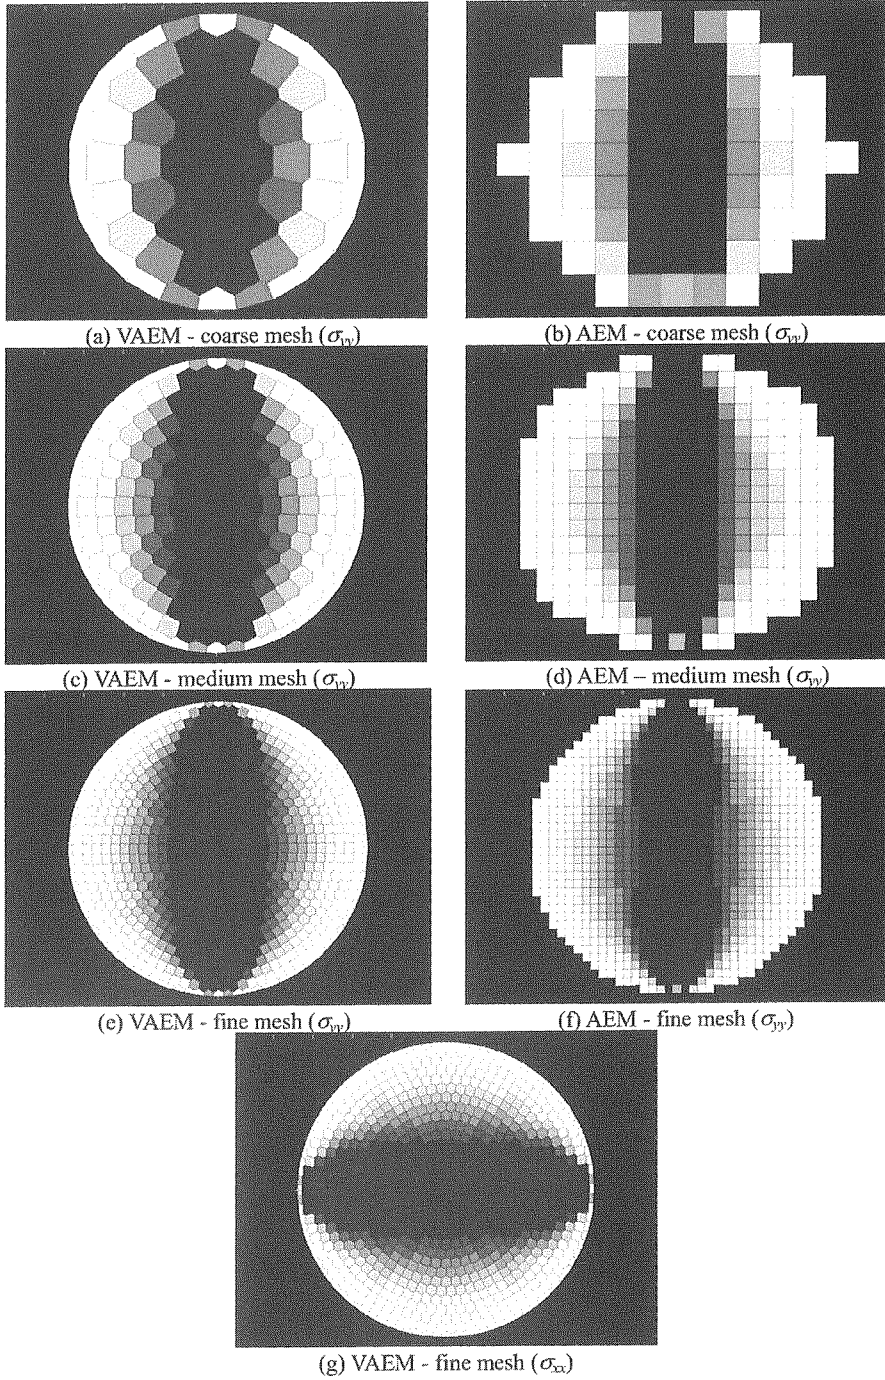 (a) VAEM - coarse mesh (σyy)
(b) AEM - coarse mesh (σyy)
(c) VAEM - medium mesh (σyy)
(d) AEM – medium mesh (σyy)
(e) VAEM - fine mesh (σyy)
(f) AEM - fine mesh (σyy)
(g) VAEM - fine mesh (σxx)